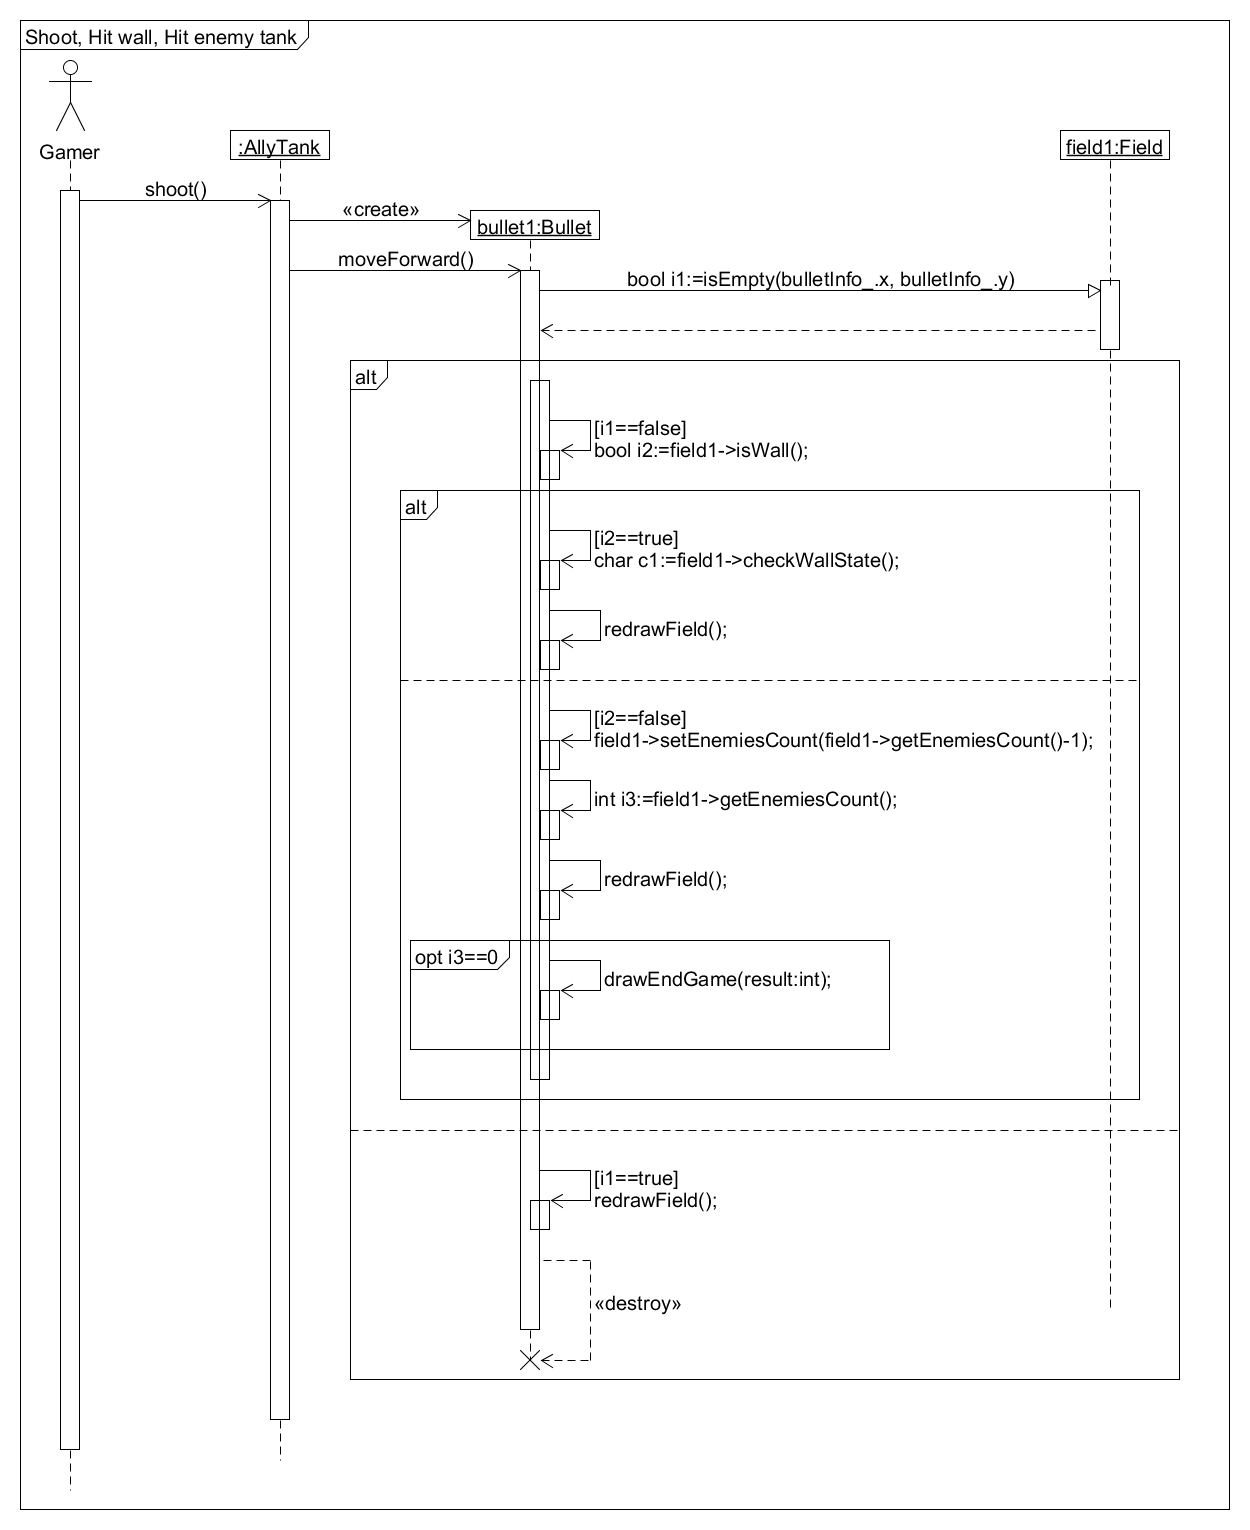 Shoot, Hit wall, Hit enemy tank
Gamer
:AllyTank
field1:Field
shoot()
«create»
bullet1:Bullet
moveForward()
bool i1:=isEmpty(bulletInfo_.x, bulletInfo_.y)
alt
[i1==false]
bool i2:=field1->isWall();
alt
[i2==true]
char c1:=field1->checkWallState();
redrawField();
[i2==false]
field1->setEnemiesCount(field1->getEnemiesCount()-1);
int i3:=field1->getEnemiesCount();
redrawField();
opt i3==0
drawEndGame(result:int);
[i1==true]
redrawField();
«destroy»